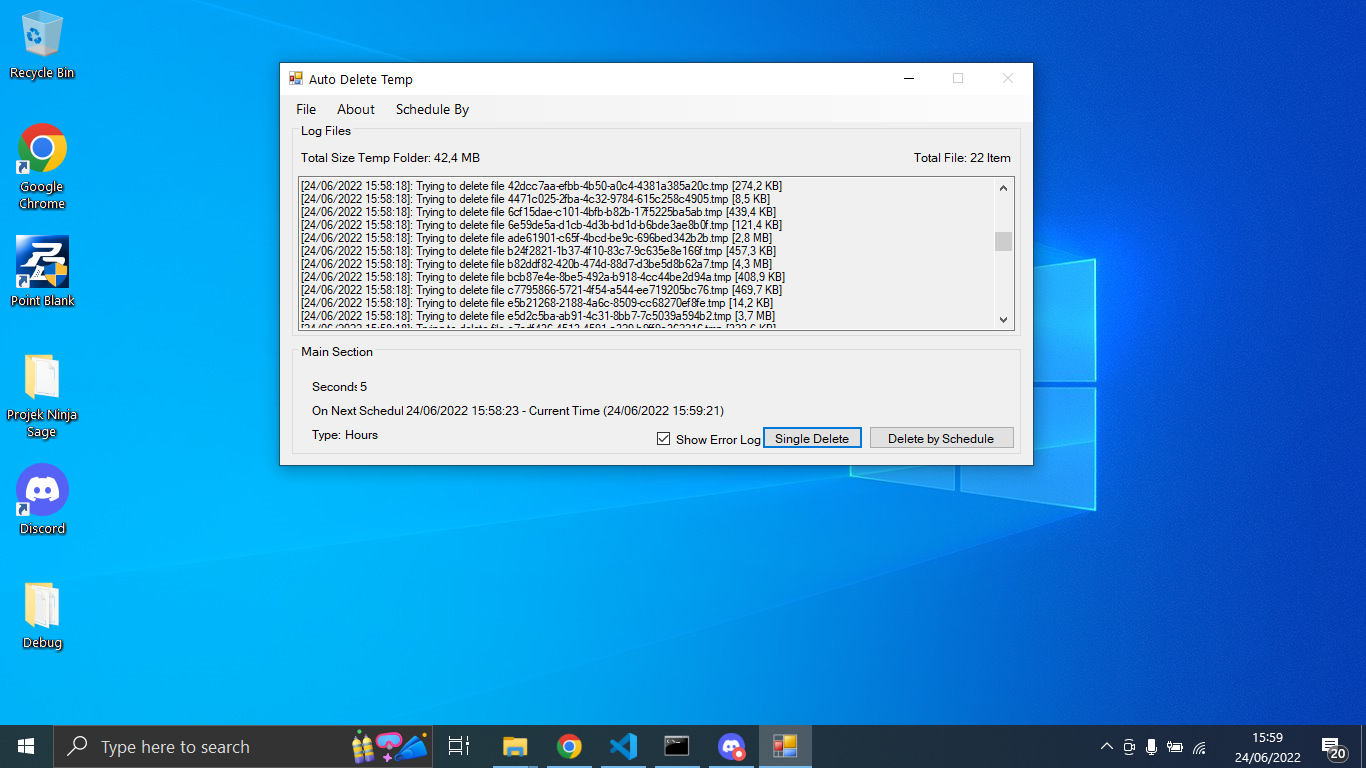 Recycle Bin
Google
Chrome
Point Blank
Projek Ninja
Sage
Discord
Debug
Auto Delete Temp
File About Schedule By
Log Files
Total Size Temp Folder: 42,4 MB Total File: 22 Item
[24/06/2022 15:58:18]: Trying to delete file 42dcc7aa-efbb-4b50-a0c4-4381a385a20c.tmp [274,2 KB]
[24/06/2022 15:58:18]: Trying to delete file 4471c025-2fba-4c32-9784-615c258c4905.tmp [8,5 KB]
[24/06/2022 15:58:18]: Trying to delete file 6cf15dae-c101-4bfb-b82b-17f5225ba5ab.tmp [439,4 KB]
[24/06/2022 15:58:18]: Trying to delete file 6e59de5a-d1cb-4d3b-bd1d-b6bde3ae8b0f.tmp [121,4 KB]
[24/06/2022 15:58:18]: Trying to delete file ade61901-c65f-4bcd-be9c-696bed342b2b.tmp [2,8 MB]
[24/06/2022 15:58:18]: Trying to delete file b24f2821-1b37-4f10-83c7-9c635e8e166f.tmp [457,3 KB]
[24/06/2022 15:58:18]: Trying to delete file b82ddf82-420b-474d-88d7-d3be5d8b62a7.tmp [4,3 MB]
[24/06/2022 15:58:18]: Trying to delete file bcb87e4e-8be5-492a-b918-4cc44be2d94a.tmp [408,9 KB]
[24/06/2022 15:58:18]: Trying to delete file c7795866-5721-4f54-a544-ee719205bc76.tmp [469,7 KB]
[24/06/2022 15:58:18]: Trying to delete file e5b21268-2188-4a6c-8509-cc68270ef8fe.tmp [14,2 KB]
[24/06/2022 15:58:18]: Trying to delete file e5d2c5ba-ab91-4c31-8bb7-7c5039a594b2.tmp [3,7 MB]
[24/06/2022 15:58:18]: Trying to delete file
Main Section
Seconds 5
On Next Schedul 24/06/2022 15:58:23 - Current Time (24/06/2022 15:59:21)
Type: Hours
Show Error Log Single Delete Delete by Schedule
Type here to search
15:59
24/06/2022
20